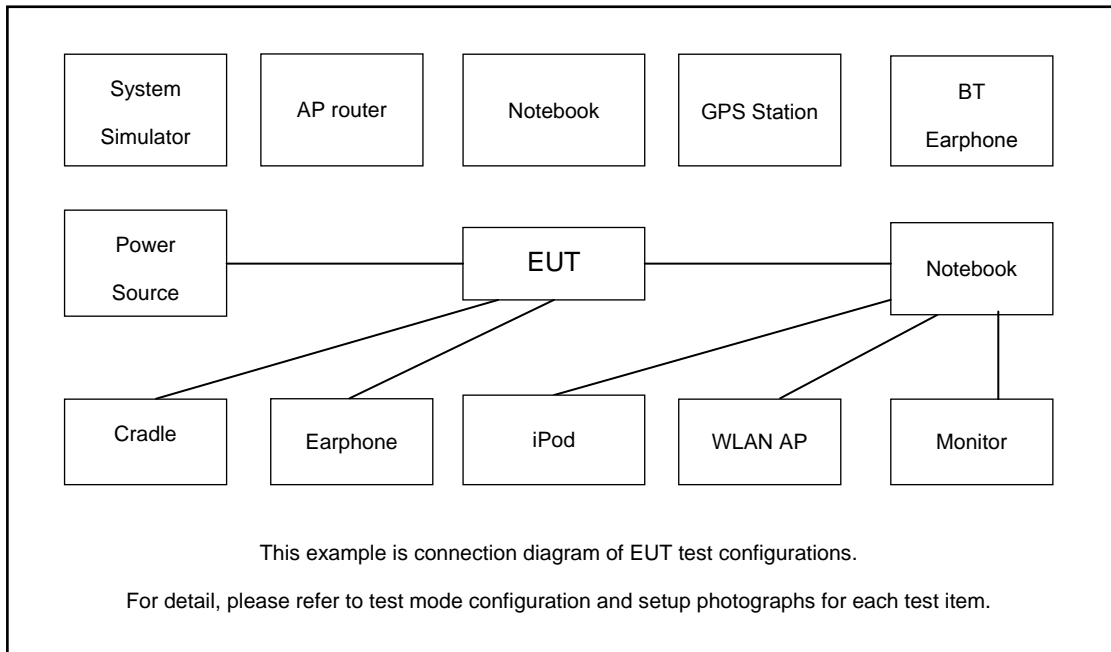 System
Simulator
AP router
Notebook
GPS Station
BT
Earphone
Power
Source
EUT
Notebook
Cradle
Earphone
iPod
WLAN AP
Monitor
This example is connection diagram of EUT test configurations.
For detail, please refer to test mode configuration and setup photographs for each test item.